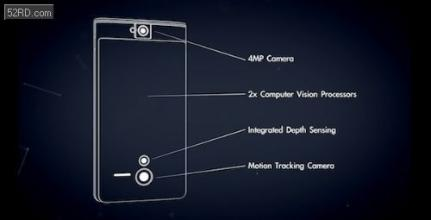 52RD.com
4MP Camera
2x Computer Vision Processors
Integrated Depth Sensing
Motion Tracking Camera